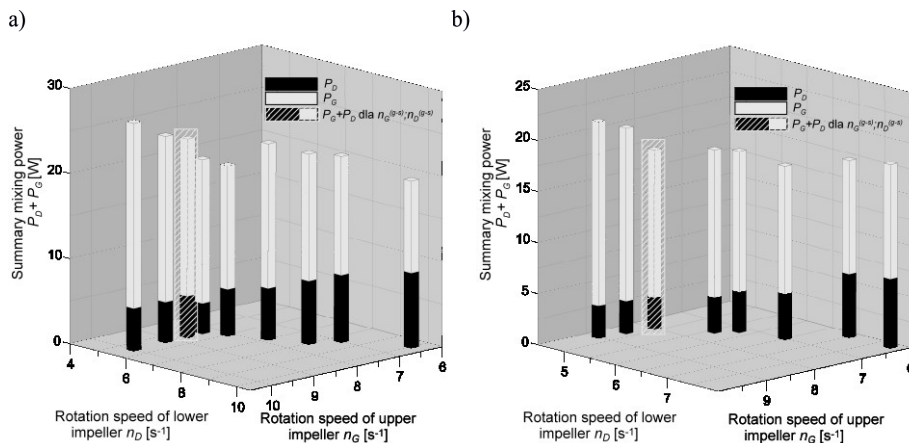 a)
30
20
10
0
Summary mixing power
P_D + P_G [W]
P_D
P_G
P_G+P_D dla n_G^(g-s);n_D^(g-s)
4
6
8
10
Rotation speed of lower
impeller n_D [s⁻¹]
10
9
8
7
6
Rotation speed of upper
impeller n_G [s⁻¹]
b)
25
20
15
10
5
0
Summary mixing power
P_D + P_G [W]
P_D
P_G
P_G+P_D dla n_G^(g-s);n_D^(g-s)
5
6
7
Rotation speed of lower
impeller n_D [s⁻¹]
9
8
7
6
Rotation speed of upper
impeller n_G [s⁻¹]